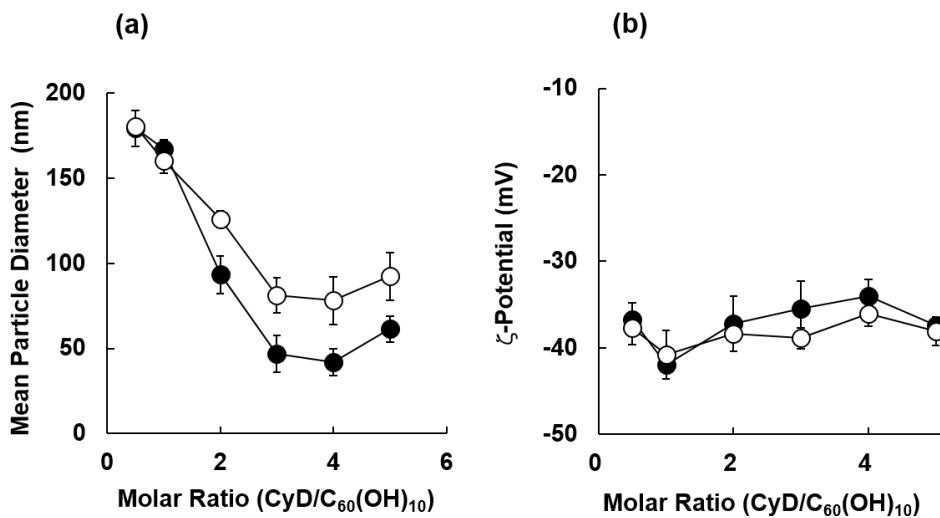 (a)
(b)
Mean Particle Diameter (nm)
200
150
100
50
0
0 2 4 6
Molar Ratio (CyD/C60(OH)10)
ζ-Potential (mV)
-10
-20
-30
-40
-50
0 2 4
Molar Ratio (CyD/C60(OH)10)